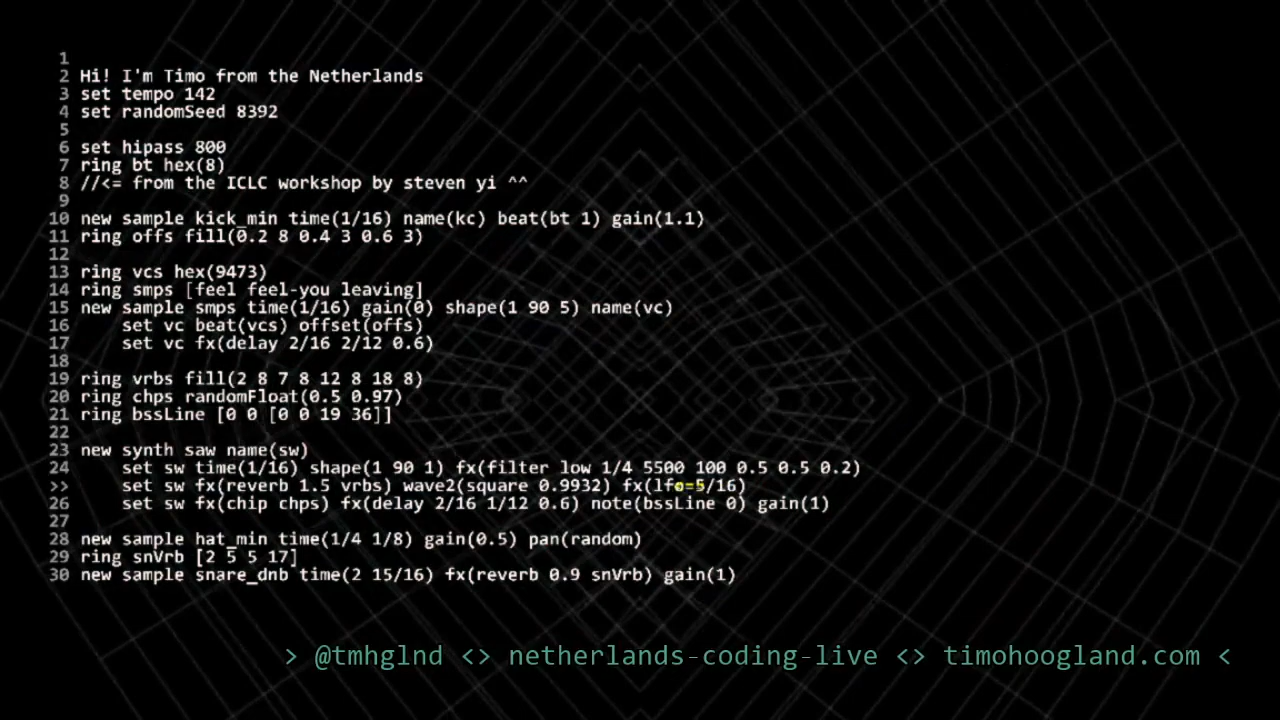 1
2 Hi! I'm Timo from the Netherlands
3 set tempo 142
4 set randomSeed 8392
5
6 set hipass 800
7 ring bt hex(8)
8 //<= from the ICLC workshop by steven yi ^^
9
10 new sample kick_min time(1/16) name(kc) beat(bt 1) gain(1.1)
11 ring offs fill(0.2 8 0.4 3 0.6 3)
12
13 ring vcs hex(9473)
14 ring smps [feel feel-you leaving]
15 new sample smps time(1/16) gain(0) shape(1 90 5) name(vc)
16     set vc beat(vcs) offset(offs)
17     set vc fx(delay 2/16 2/12 0.6)
18
19 ring vrbs fill(2 8 7 8 12 8 18 8)
20 ring chps randomFloat(0.5 0.97)
21 ring bssLine [0 0 [0 0 19 36]]
22
23 new synth saw name(sw)
24     set sw time(1/16) shape(1 90 1) fx(filter low 1/4 5500 100 0.5 0.5 0.2)
>>     set sw fx(reverb 1.5 vrbs) wave2(square 0.9932) fx(lfo=5/16)
26     set sw fx(chip chps) fx(delay 2/16 1/12 0.6) note(bssLine 0) gain(1)
27
28 new sample hat_min time(1/4 1/8) gain(0.5) pan(random)
29 ring snVrb [2 5 5 17]
30 new sample snare_dnb time(2 15/16) fx(reverb 0.9 snVrb) gain(1)
> @tmhglnd <> netherlands-coding-live <> timohoogland.com <